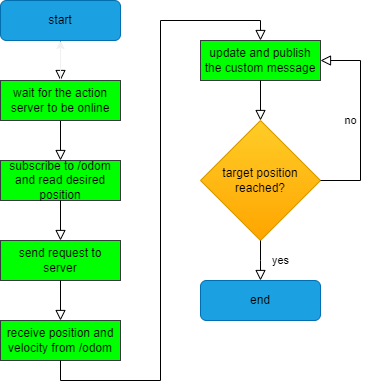 start
wait for the action
server to be online
subscribe to /odom
and read desired
position
send request to
server
receive position and
velocity from /odom
update and publish
the custom message
no
target position
reached?
yes
end